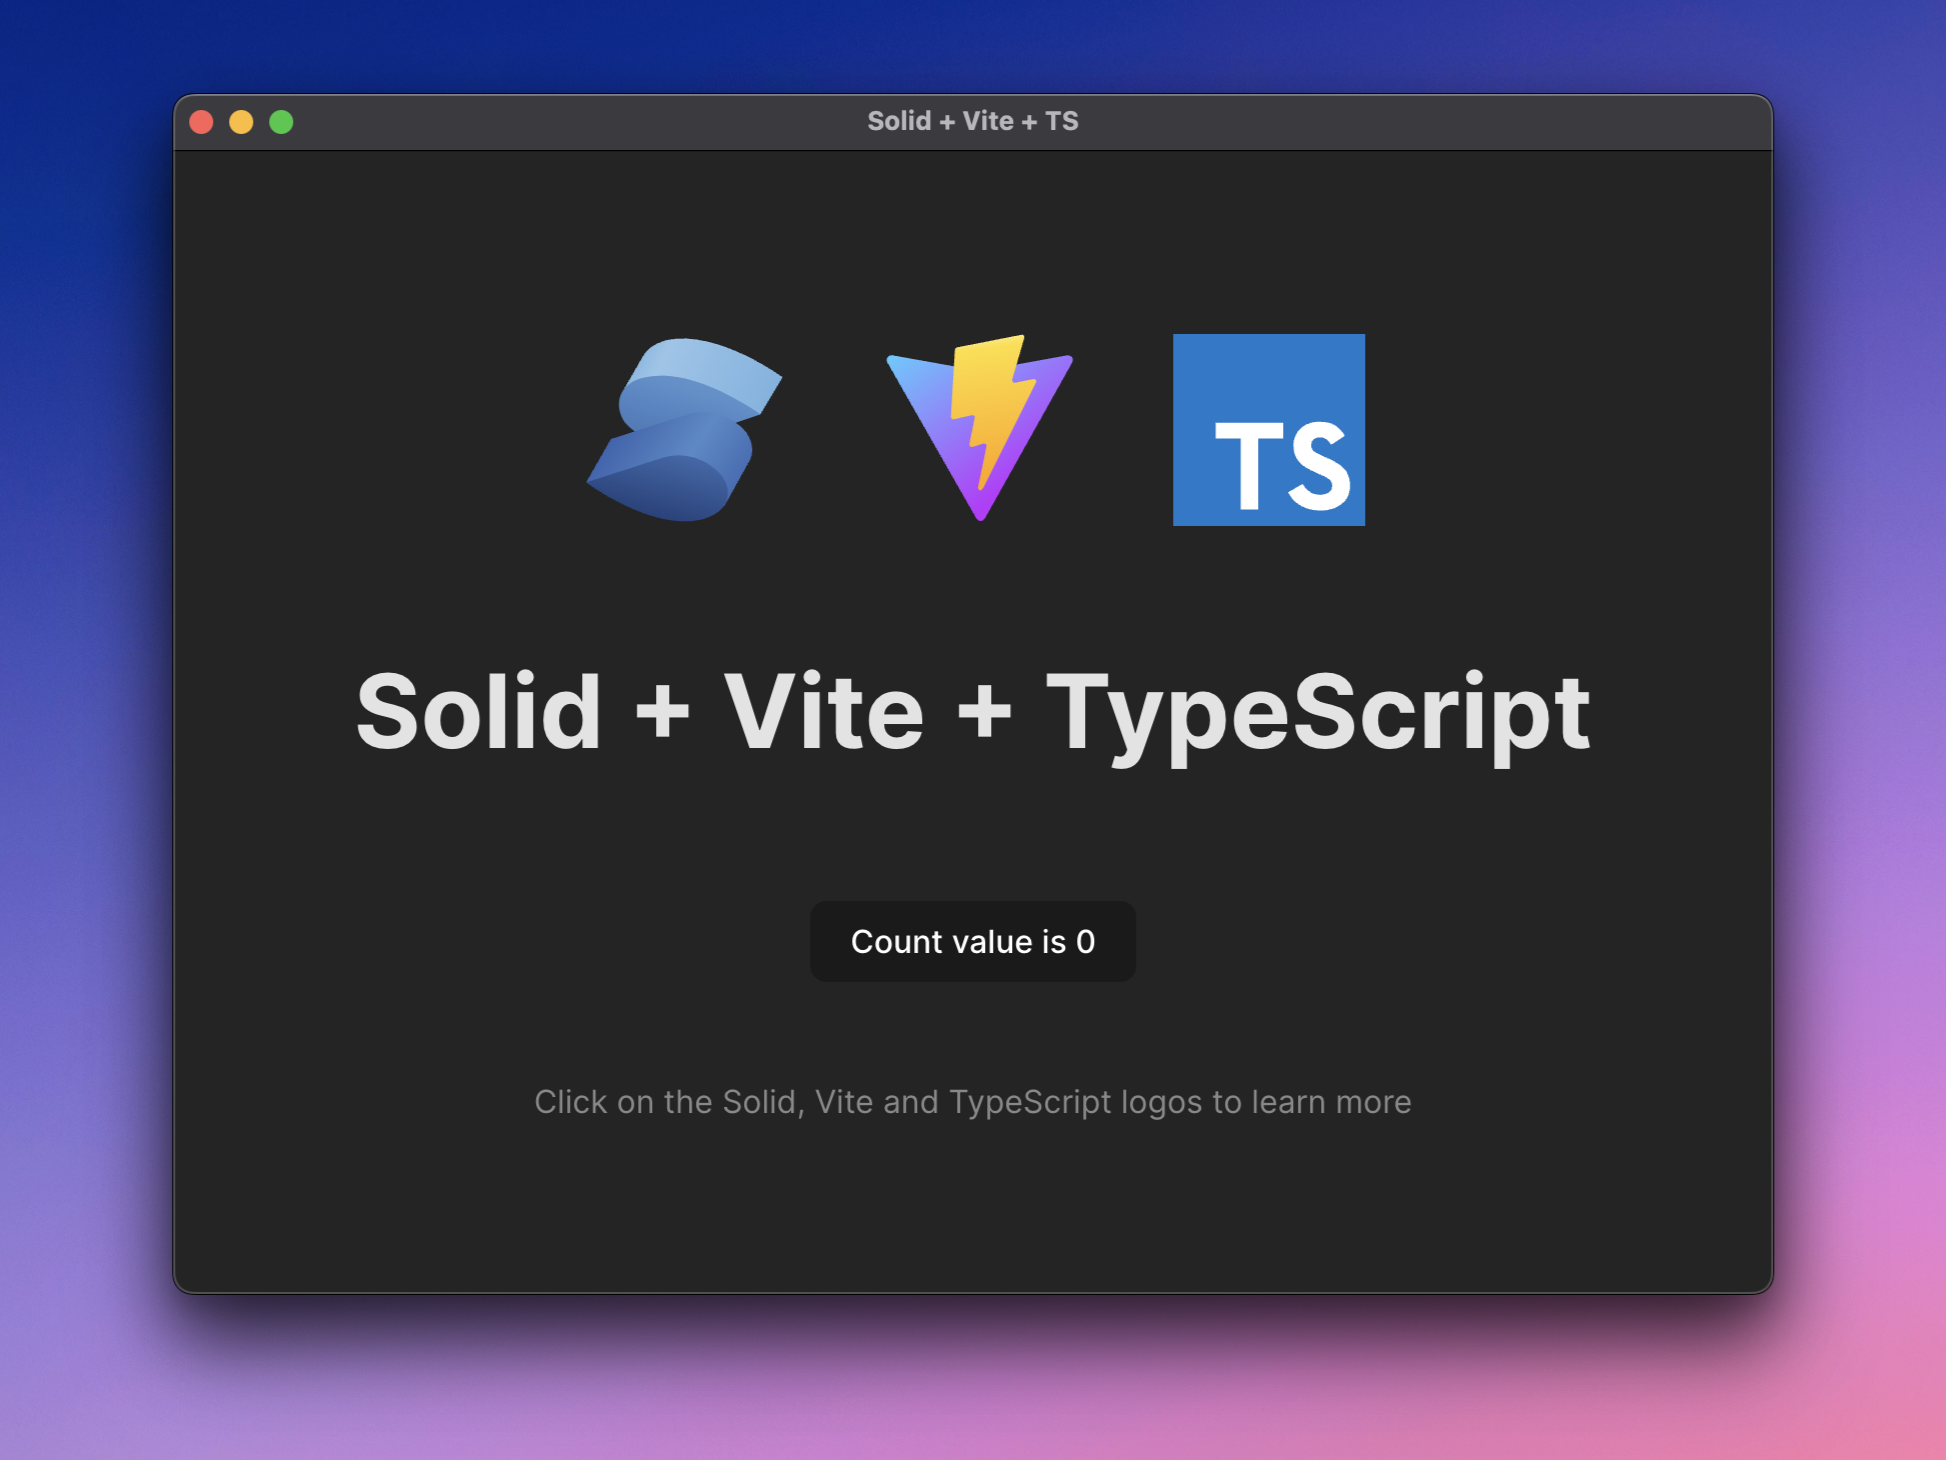 Solid + Vite + TS
TS
Solid + Vite + TypeScript
Count value is 0
Click on the Solid, Vite and TypeScript logos to learn more